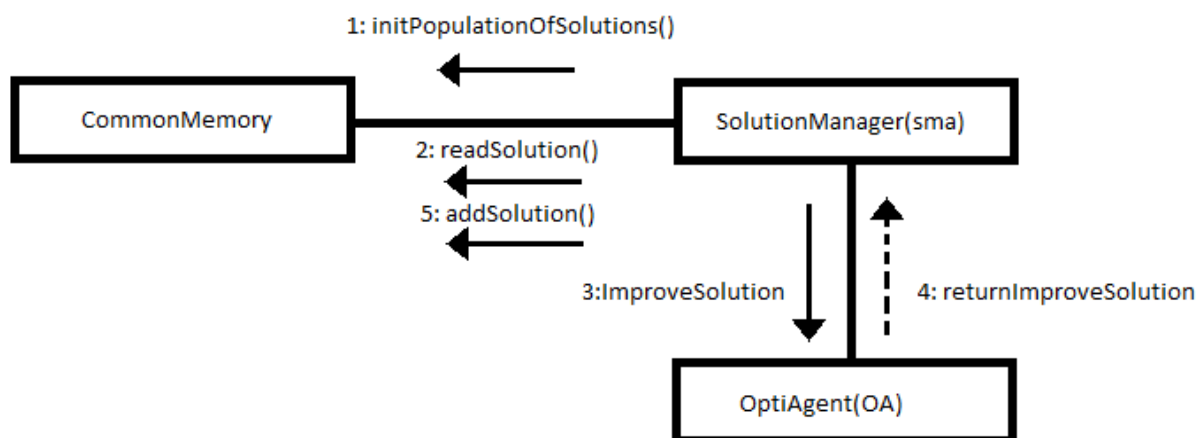 1: initPopulationOfSolutions()
CommonMemory
SolutionManager(sma)
2: readSolution()
5: addSolution()
3:ImproveSolution
4: returnImproveSolution
OptiAgent(OA)